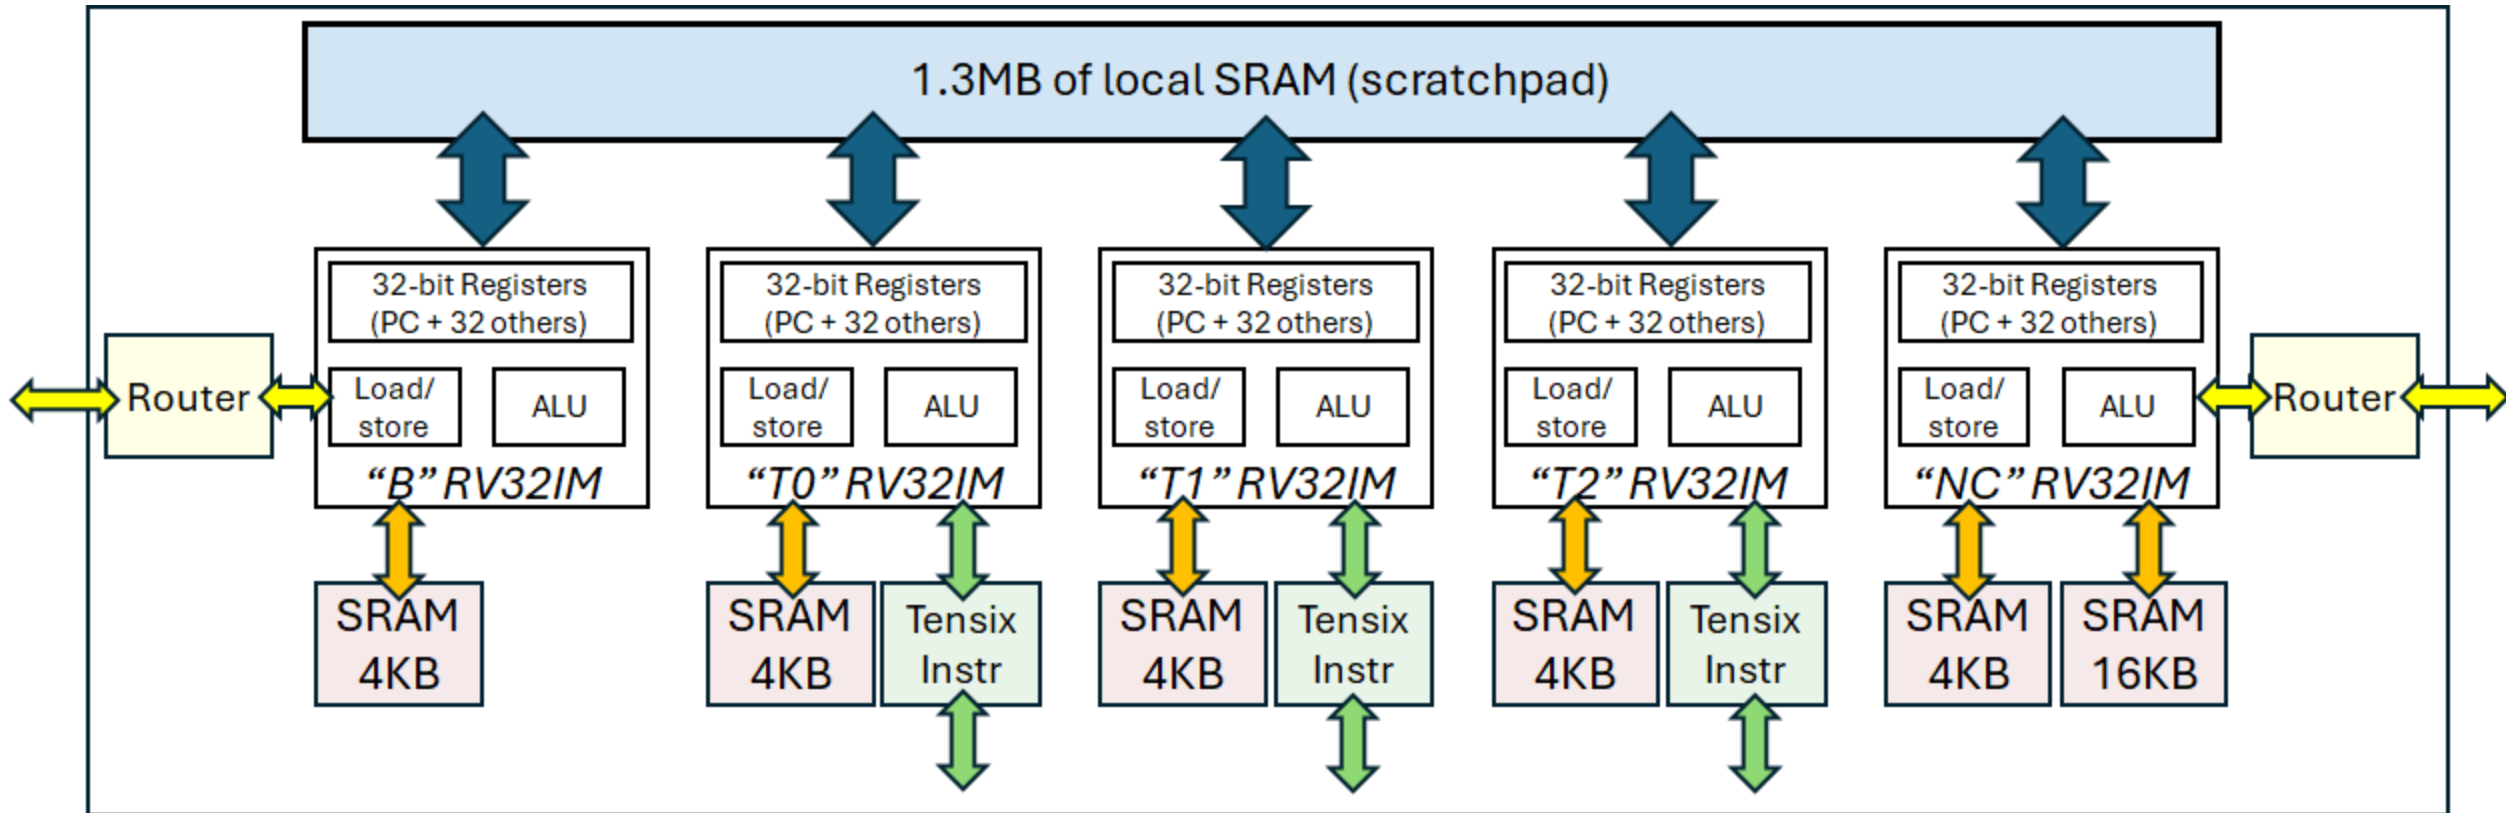 1.3MB of local SRAM (scratchpad)
32-bit Registers
(PC + 32 others)
32-bit Registers
(PC + 32 others)
32-bit Registers
(PC + 32 others)
32-bit Registers
(PC + 32 others)
32-bit Registers
(PC + 32 others)
Router
Load/
store
ALU
Load/
store
ALU
Load/
store
ALU
Load/
store
ALU
Load/
store
ALU
Router
“B” RV32IM
“T0” RV32IM
“T1” RV32IM
“T2” RV32IM
“NC” RV32IM
SRAM
4KB
SRAM
4KB
Tensix
Instr
SRAM
4KB
Tensix
Instr
SRAM
4KB
Tensix
Instr
SRAM
4KB
SRAM
16KB